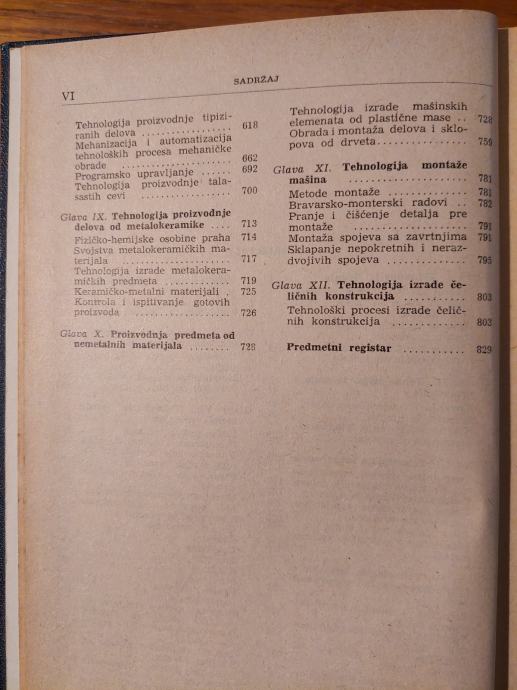 VI
SADRŽAJ
Tehnologija proizvodnje tipizi-
ranih delova ................ 618
Mehanizacija i automatizacija
tehnoloških procesa mehaničke
obrade ................ 662
Programsko upravljanje ...... 692
Tehnologija proizvodnje tala-
sastih cevi ................ 700
Glava IX. Tehnologija proizvodnje
delova od metalokeramike .... 713
Fizičko-hemijske osobine praha 714
Svojstva metalokeramičkih ma-
terijala ................ 717
Tehnologija izrade metalokera-
mičkih predmeta ............ 719
Keramičko-metalni materijali . 725
Kontrola i ispitivanje gotovih
proizvoda ................ 726
Glava X. Proizvodnja predmeta od
nemetalnih materijala ........ 728
Tehnologija izrade mašinskih
elemenata od plastične mase .. 728
Obrada i montaža delova i sklo-
pova od drveta ................ 759
Glava XI. Tehnologija montaže
mašina ................ 781
Metode montaže ............ 781
Bravarsko-monterski radovi .. 782
Pranje i čišćenje detalja pre
montaže ................ 791
Montaža spojeva sa zavrtnjima 791
Sklapanje nepokretnih i neraz-
dvojivih spojeva ............ 795
Glava XII. Tehnologija izrade če-
ličnih konstrukcija .......... 803
Tehnološki procesi izrade čelič-
nih konstrukcija ............ 803
Predmetni registar ........... 829